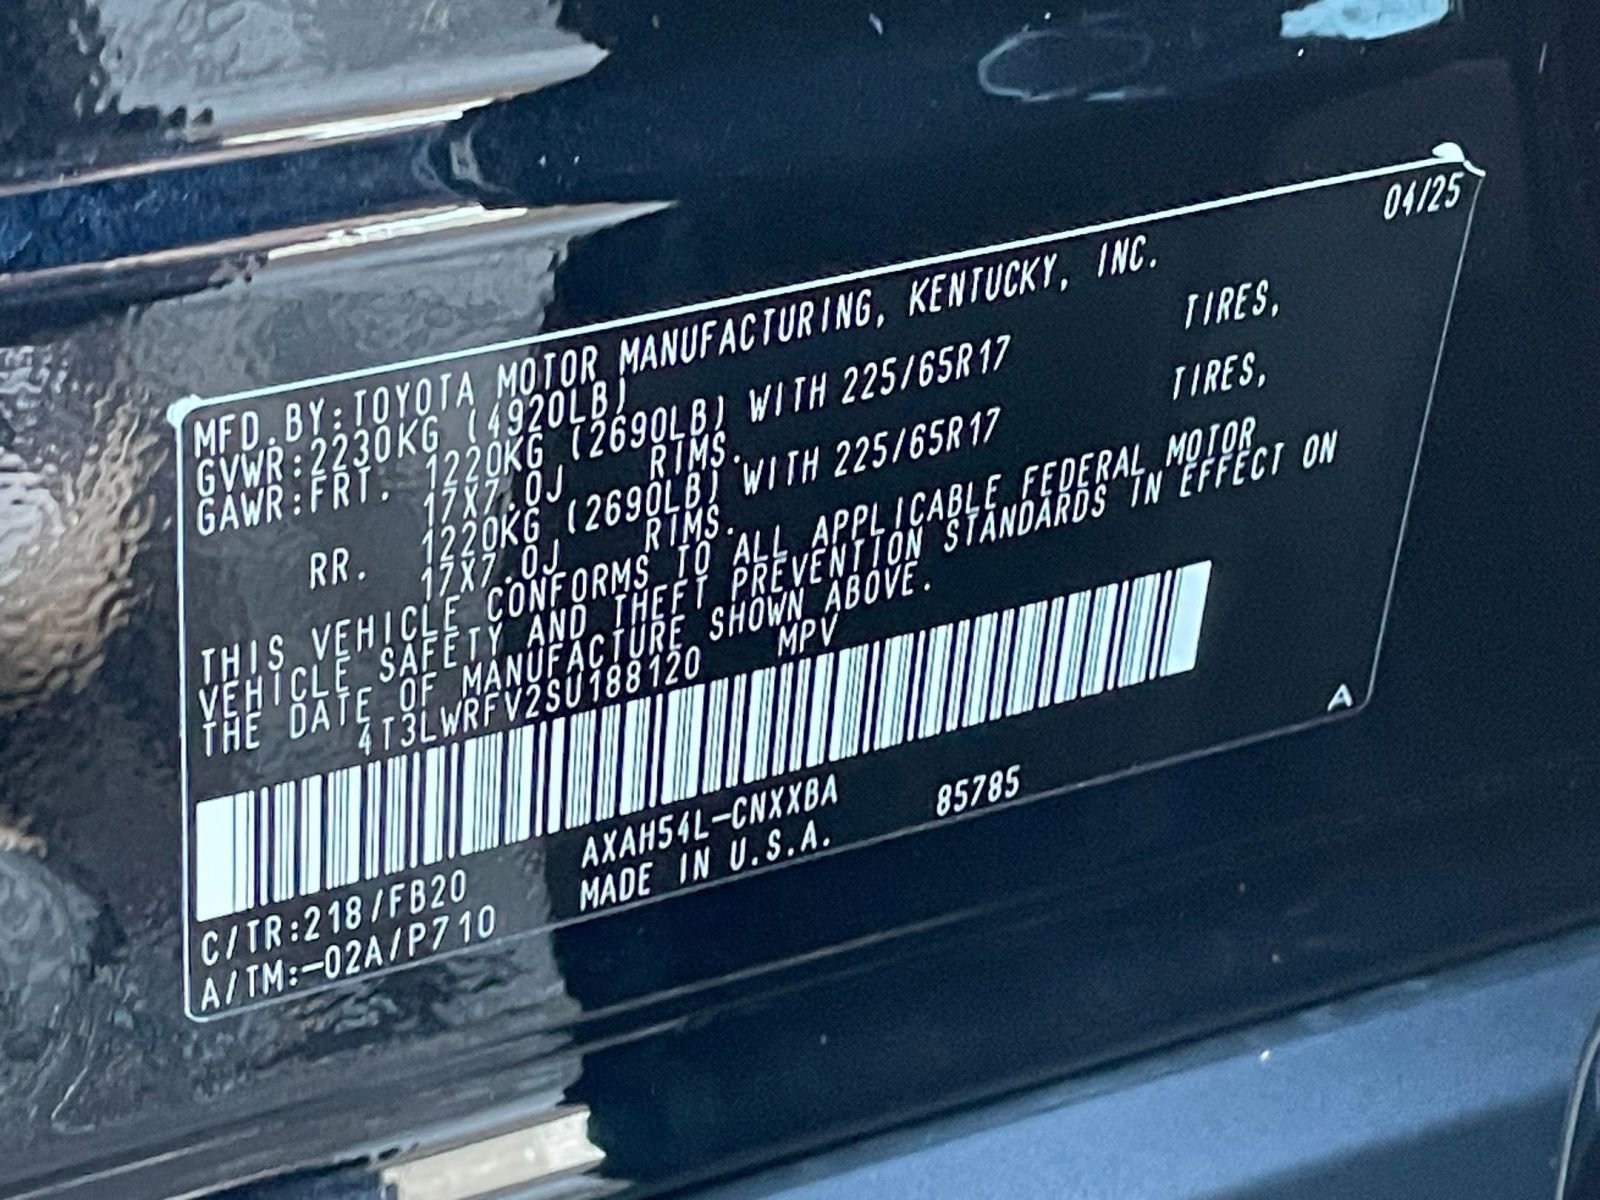 04/25
MFD.BY:TOYOTA MOTOR MANUFACTURING, KENTUCKY, INC.
GVWR:2230KG (4920LB)
GAWR:FRT. 1220KG (2690LB) WITH 225/65R17 TIRES,
17X7.0J RIMS.
RR. 1220KG (2690LB) WITH 225/65R17 TIRES,
17X7.0J RIMS.
THIS VEHICLE CONFORMS TO ALL APPLICABLE FEDERAL MOTOR
VEHICLE SAFETY AND THEFT PREVENTION STANDARDS IN EFFECT ON
THE DATE OF MANUFACTURE SHOWN ABOVE.
4T3LWRFV2SU188120 MPV
A
C/TR:218/FB20 AXAH54L-CNXXBA 85785
A/TM:-02A/P710 MADE IN U.S.A.